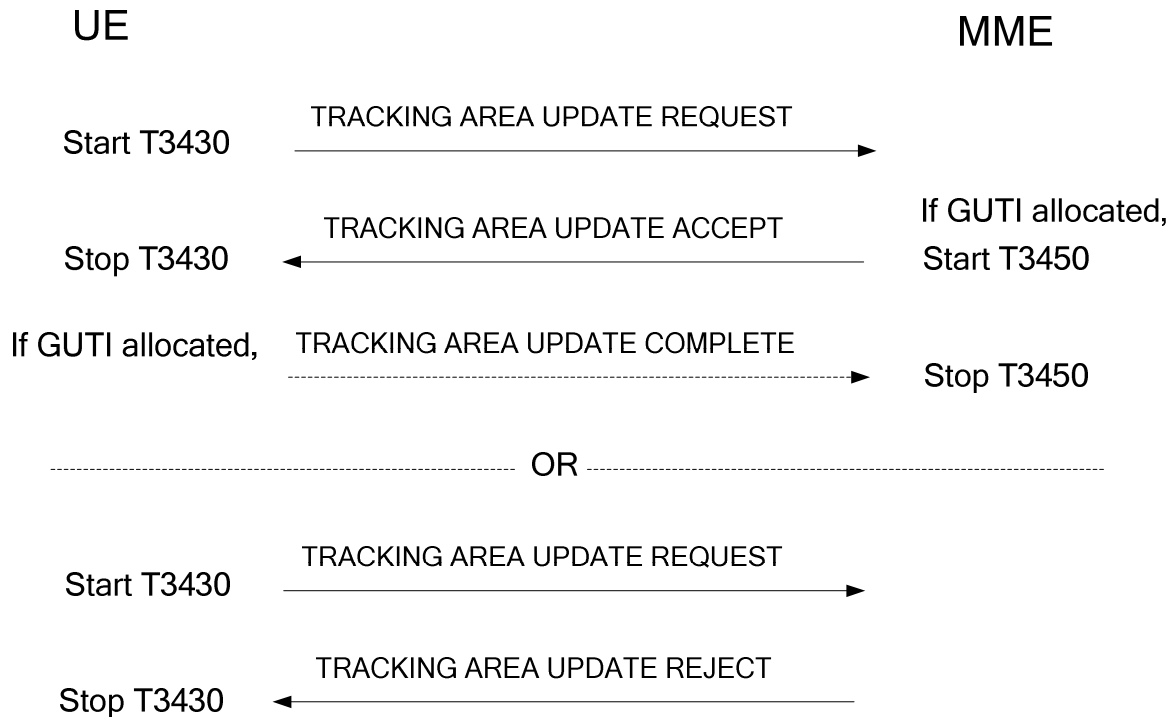 UE
MME
TRACKING AREA UPDATE REQUEST
Start T3430
If GUTI allocated,
TRACKING AREA UPDATE ACCEPT
Stop T3430
Start T3450
If GUTI allocated,
TRACKING AREA UPDATE COMPLETE
Stop T3450
OR
TRACKING AREA UPDATE REQUEST
Start T3430
TRACKING AREA UPDATE REJECT
Stop T3430